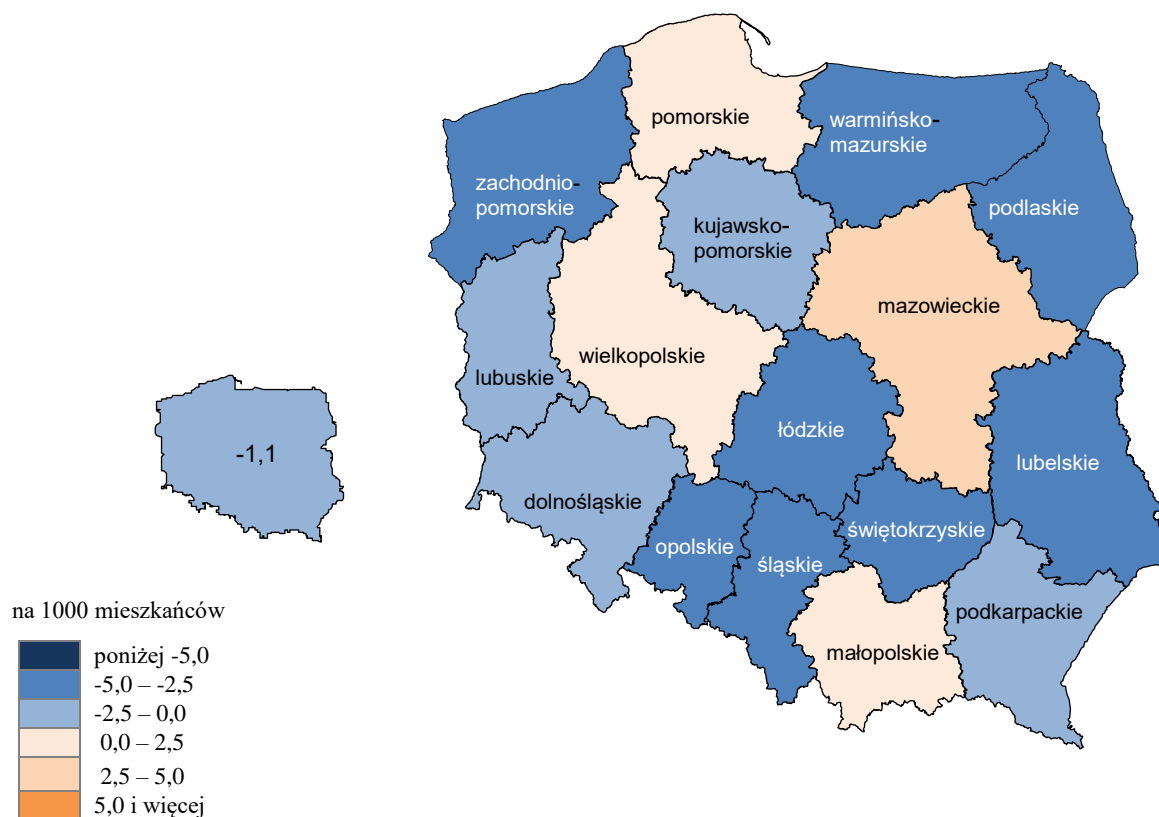 pomorskie
warmińsko-
mazurskie
zachodnio-
pomorskie
podlaskie
kujawsko-
pomorskie
mazowieckie
wielkopolskie
lubuskie
łódzkie
-1,1
lubelskie
dolnośląskie
świętokrzyskie
opolskie
śląskie
podkarpackie
małopolskie
na 1000 mieszkańców
poniżej -5,0
-5,0 – -2,5
-2,5 – 0,0
0,0 – 2,5
2,5 – 5,0
5,0 i więcej